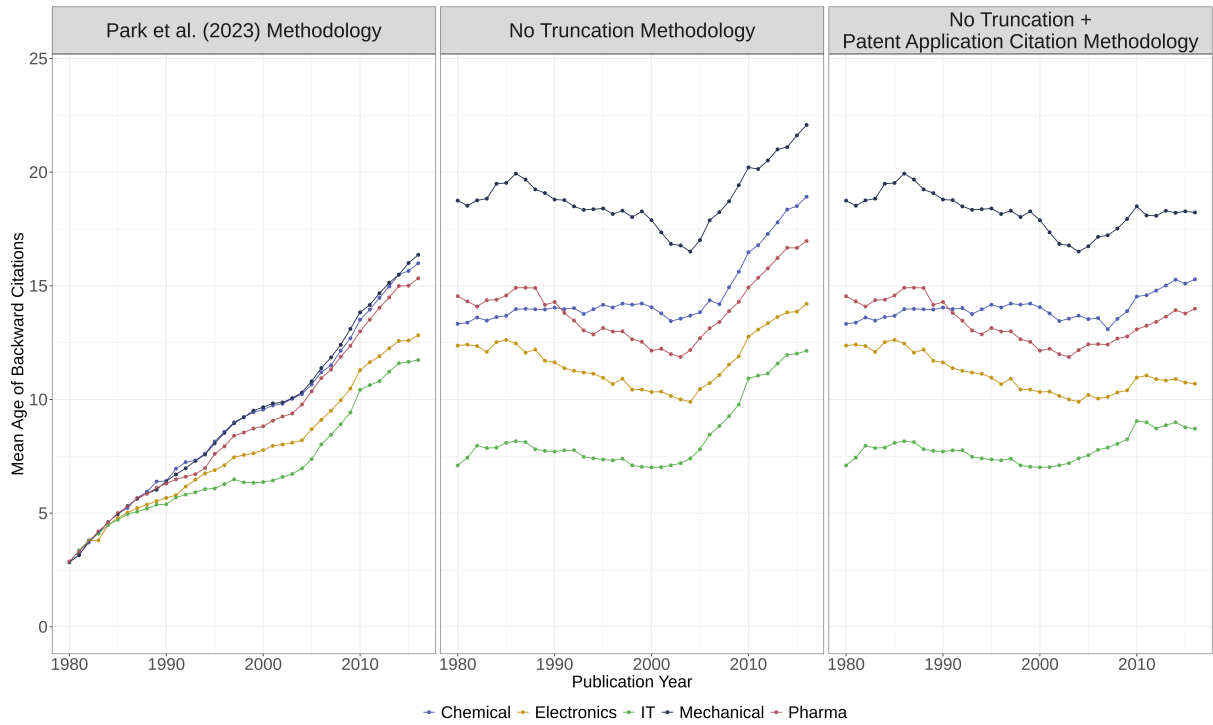 Park et al. (2023) Methodology
No Truncation Methodology
No Truncation +
Patent Application Citation Methodology
Mean Age of Backward Citations
25
20
15
10
5
0
1980 1990 2000 2010
1980 1990 2000 2010
1980 1990 2000 2010
Publication Year
Chemical Electronics IT Mechanical Pharma